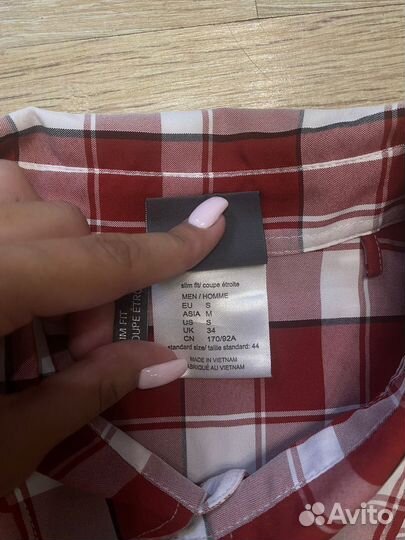 slim fit/ coupe étroite
MEN / HOMME
EU S
ASIA M
US S
UK 34
CN 170/92A
standard size/ taille standard: 44
MADE IN VIETNAM
FABRIQUÉ AU VIETNAM
IM FIT
COUPE ÉTRO
Avito